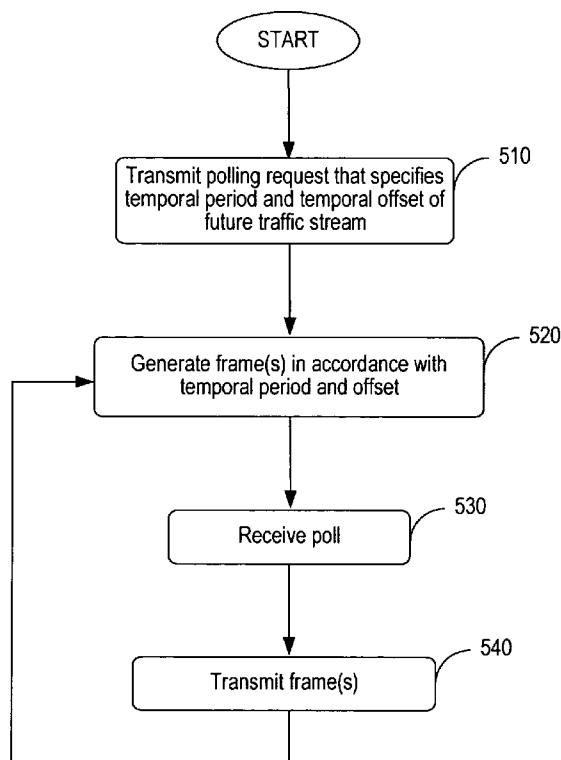 START
510
Transmit polling request that specifies
temporal period and temporal offset of
future traffic stream
520
Generate frame(s) in accordance with
temporal period and offset
530
Receive poll
540
Transmit frame(s)